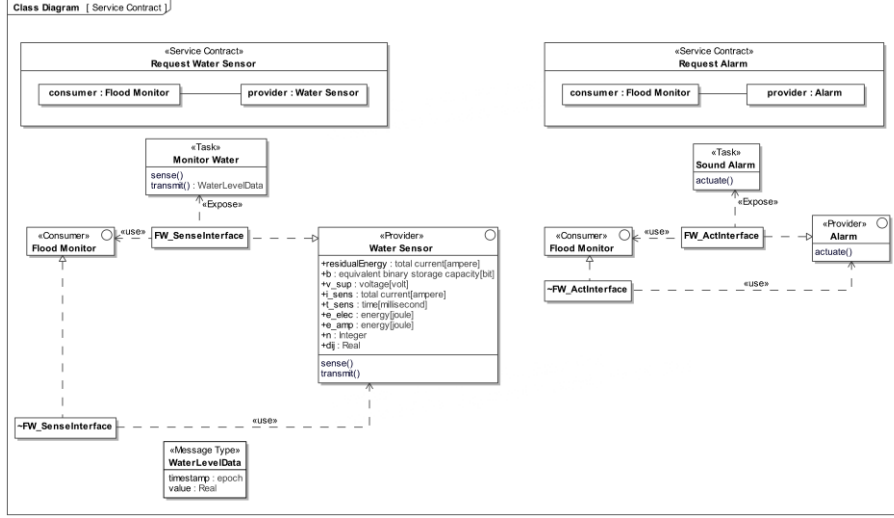 Class Diagram [ Service Contract ]
«Service Contract»
Request Water Sensor
consumer : Flood Monitor
provider : Water Sensor
«Service Contract»
Request Alarm
consumer : Flood Monitor
provider : Alarm
«Task»
Monitor Water
sense()
transmit() : WaterLevelData
«Expose»
«Consumer»
Flood Monitor
«use»
FW_SenseInterface
«Provider»
Water Sensor
+residualEnergy : total current[ampere]
+b : equivalent binary storage capacity[bit]
+v_sup : voltage[volt]
+i_sens : total current[ampere]
+t_sens : time[millisecond]
+e_elec : energy[joule]
+e_amp : energy[joule]
+n : Integer
+dij : Real
sense()
transmit()
~FW_SenseInterface
«use»
«Message Type»
WaterLevelData
timestamp : epoch
value : Real
«Task»
Sound Alarm
actuate()
«Expose»
«Consumer»
Flood Monitor
«use»
FW_ActInterface
«Provider»
Alarm
actuate()
~FW_ActInterface
«use»